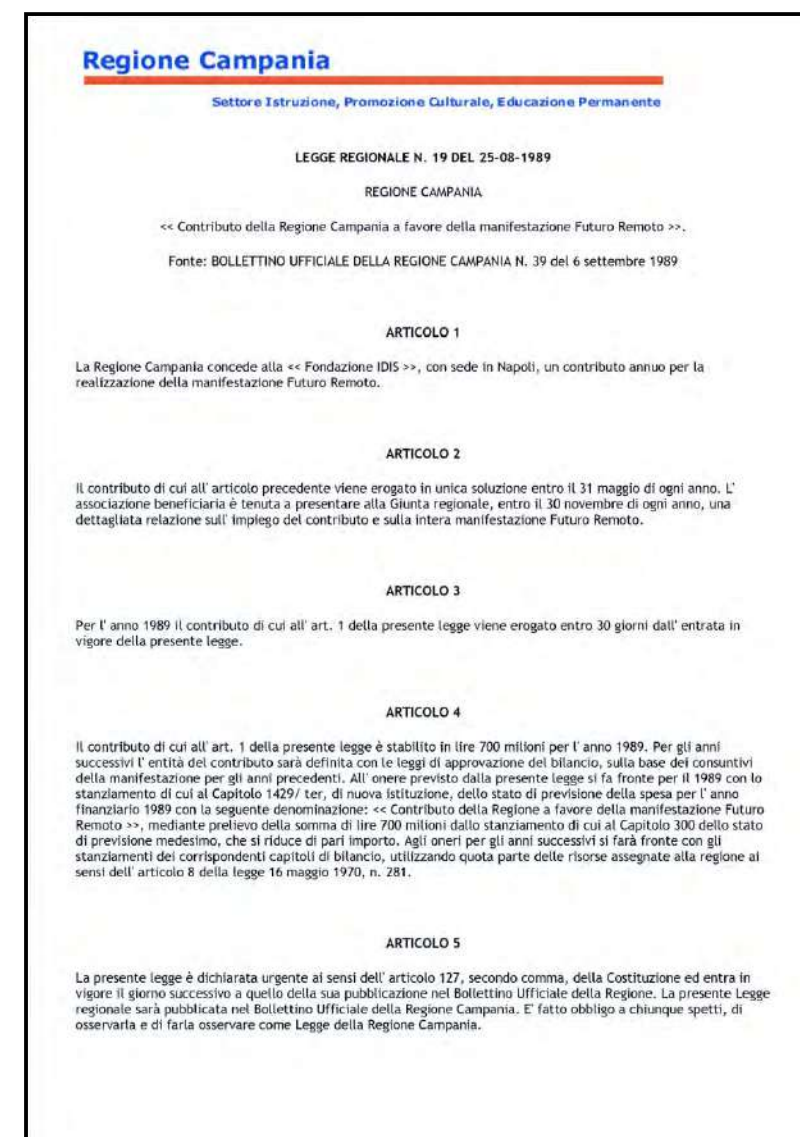 Regione Campania
Settore Istruzione, Promozione Culturale, Educazione Permanente
LEGGE REGIONALE N. 19 DEL 25-08-1989
REGIONE CAMPANIA
<< Contributo della Regione Campania a favore della manifestazione Futuro Remoto >>.
Fonte: BOLLETTINO UFFICIALE DELLA REGIONE CAMPANIA N. 39 del 6 settembre 1989
ARTICOLO 1
La Regione Campania concede alla << Fondazione IDIS >>, con sede in Napoli, un contributo annuo per la
realizzazione della manifestazione Futuro Remoto.
ARTICOLO 2
Il contributo di cui all' articolo precedente viene erogato in unica soluzione entro il 31 maggio di ogni anno. L'
associazione beneficiaria è tenuta a presentare alla Giunta regionale, entro il 30 novembre di ogni anno, una
dettagliata relazione sull' impiego del contributo e sulla intera manifestazione Futuro Remoto.
ARTICOLO 3
Per l' anno 1989 il contributo di cui all' art. 1 della presente legge viene erogato entro 30 giorni dall' entrata in
vigore della presente legge.
ARTICOLO 4
Il contributo di cui all' art. 1 della presente legge è stabilito in lire 700 milioni per l' anno 1989. Per gli anni
successivi l' entità del contributo sarà definita con le leggi di approvazione del bilancio, sulla base dei consuntivi
della manifestazione per gli anni precedenti. All' onere previsto dalla presente legge si fa fronte per il 1989 con lo
stanziamento di cui al Capitolo 1429/ ter, di nuova istituzione, dello stato di previsione della spesa per l' anno
finanziario 1989 con la seguente denominazione: << Contributo della Regione a favore della manifestazione Futuro
Remoto >>, mediante prelievo della somma di lire 700 milioni dallo stanziamento di cui al Capitolo 300 dello stato
di previsione medesimo, che si riduce di pari importo. Agli oneri per gli anni successivi si farà fronte con gli
stanziamenti dei corrispondenti capitoli di bilancio, utilizzando quota parte delle risorse assegnate alla regione ai
sensi dell' articolo 8 della legge 16 maggio 1970, n. 281.
ARTICOLO 5
La presente legge è dichiarata urgente ai sensi dell' articolo 127, secondo comma, della Costituzione ed entra in
vigore il giorno successivo a quello della sua pubblicazione nel Bollettino Ufficiale della Regione. La presente Legge
regionale sarà pubblicata nel Bollettino Ufficiale della Regione Campania. E' fatto obbligo a chiunque spetti, di
osservarla e di farla osservare come Legge della Regione Campania.